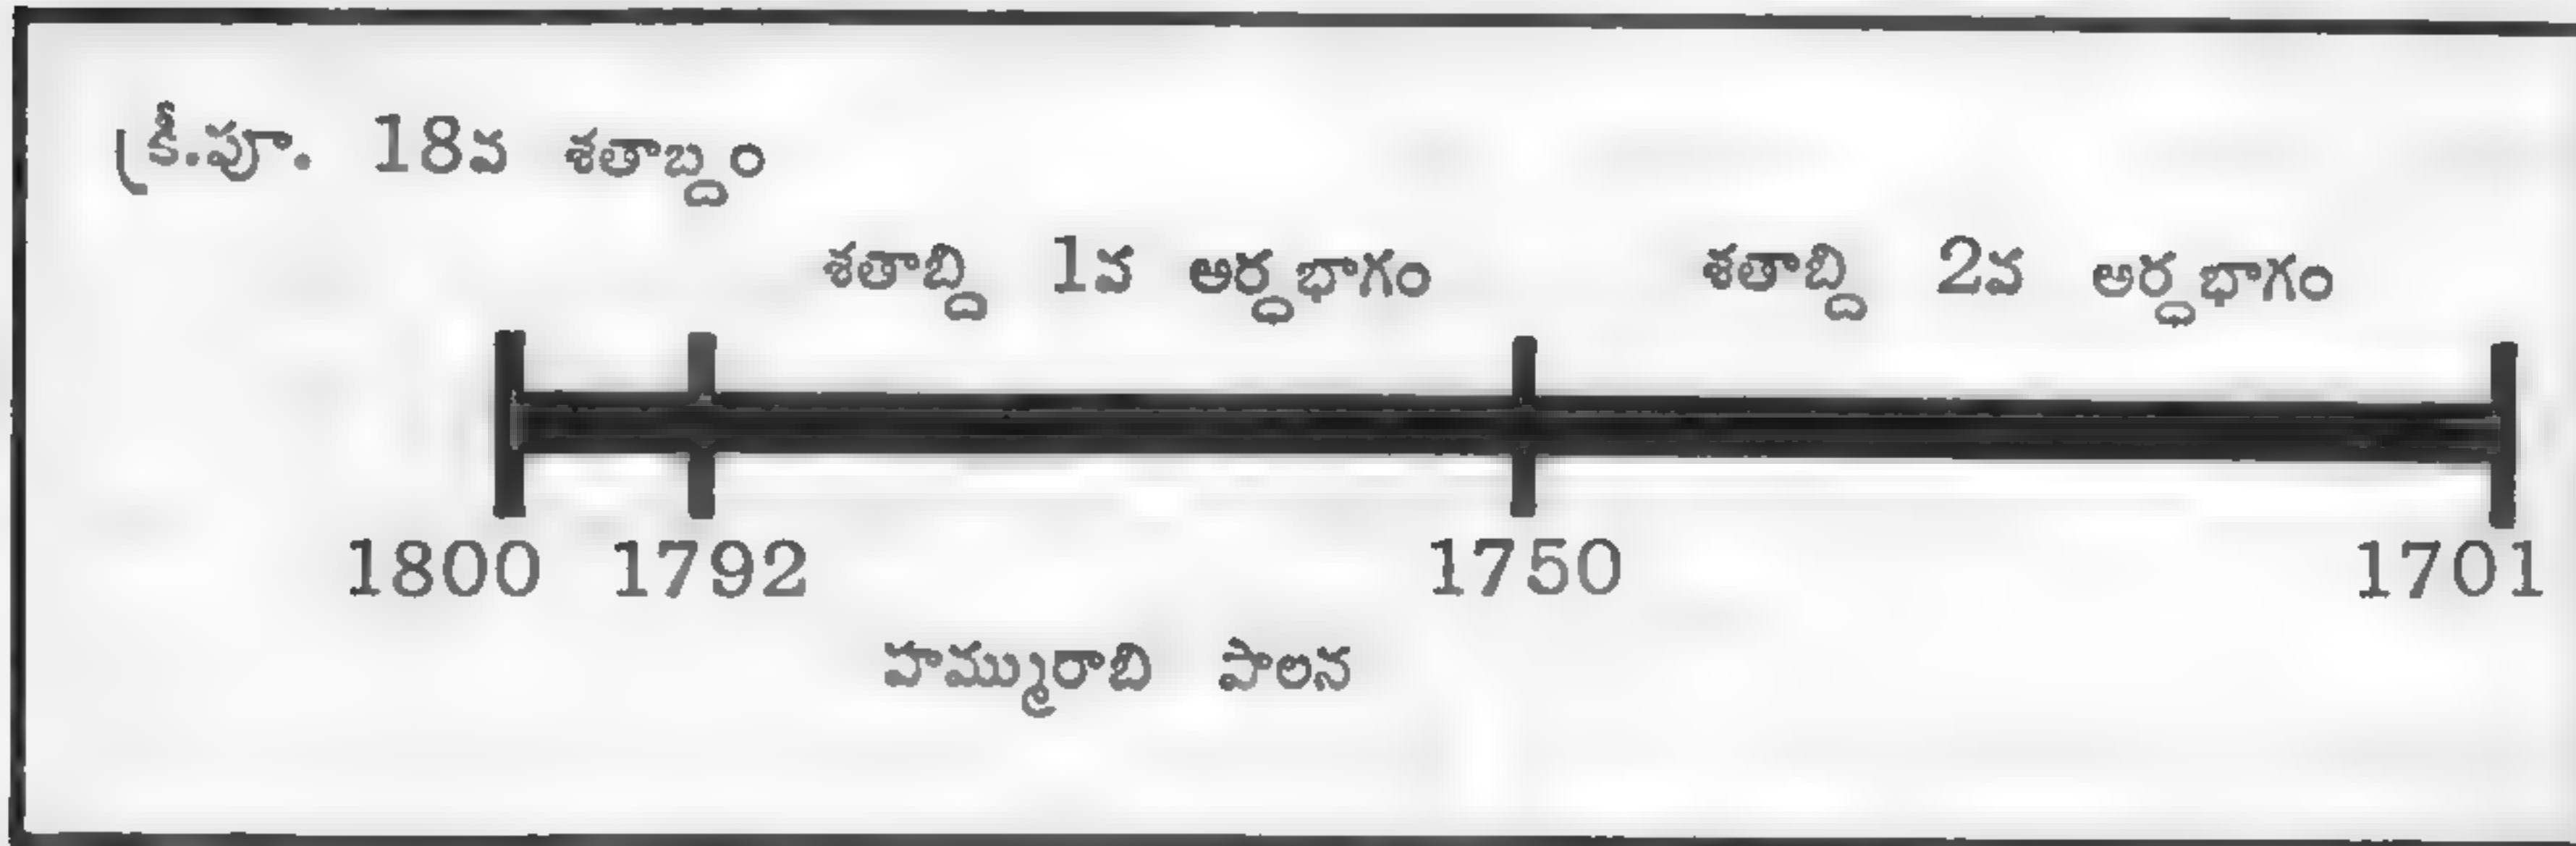 క్రీ.పూ. 18వ శతాబ్దం
శతాబ్ది 1వ అర్ధభాగం శతాబ్ది 2వ అర్ధభాగం
1800 1792 1750 1701
హమ్మురాబి పాలన